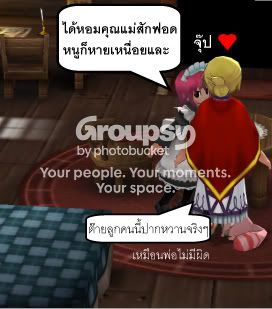 ได้หอมคุณแม่สักฟอด
หนูก็หายเหนื่อยและ
จุ๊ป
Groupsy
by photobucket
Your people. Your moments.
Your space.
ต๊ายลูกคนนี้ปากหวานจริงๆ
เหมือนพ่อไม่มีผิด